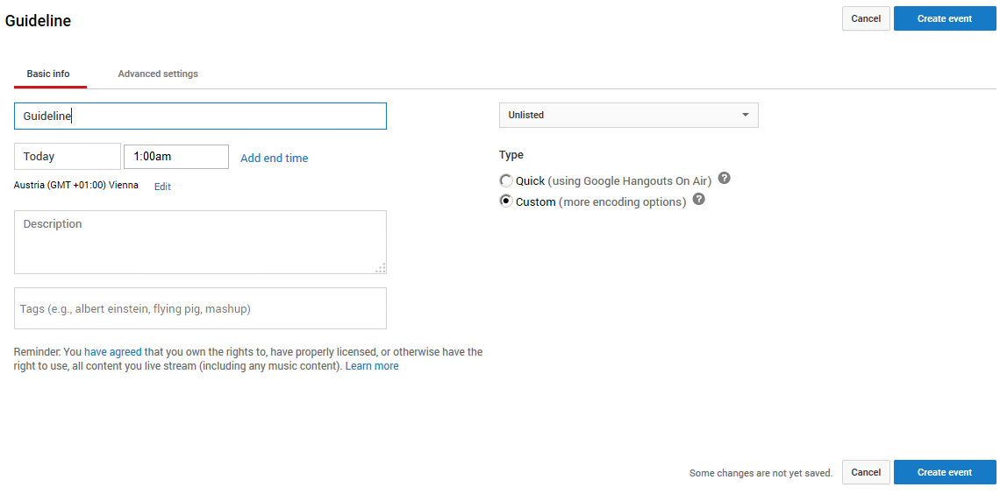 Guideline
Cancel
Create event
Basic info
Advanced settings
Guideline
Unlisted
Today
1:00am
Add end time
Austria (GMT +01:00) Vienna
Edit
Type
Quick (using Google Hangouts On Air) ?
Custom (more encoding options) ?
Description
Tags (e.g., albert einstein, flying pig, mashup)
Reminder: You have agreed that you own the rights to, have properly licensed, or otherwise have the
right to use, all content you live stream (including any music content). Learn more
Some changes are not yet saved.
Cancel
Create event